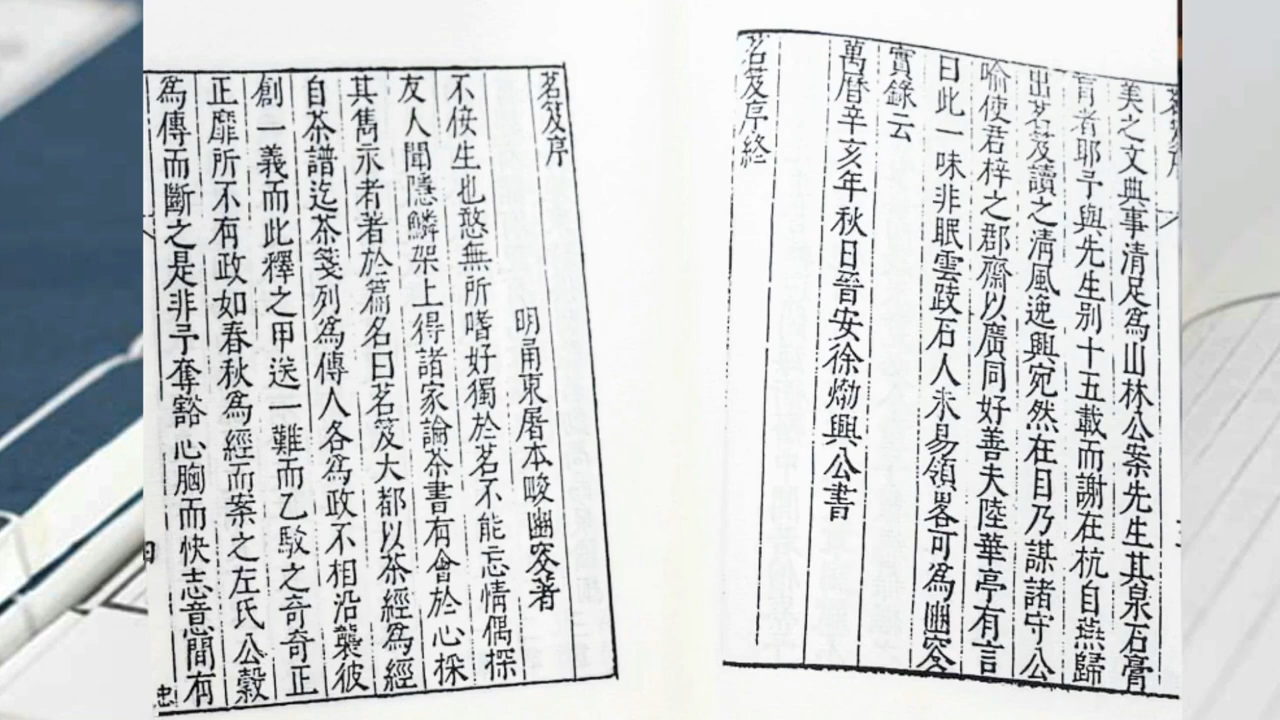 美之文典事清足爲山林公案先生其泉石膏
肓者耶予與先生别十五載而謝在杭自燕歸
出茗笈讀之清風逸興宛然在目乃謀諸守公
喻使君梓之郡齋以廣同好善夫陸華亭有言
曰此一味非眠雲跂石人未易領畧可爲豳叟
實錄云
萬曆辛亥年秋日晉安徐㶿興公書
茗笈序終
茗笈序
明甬東屠本畯豳叟著
不佞生也憨無所嗜好獨於茗不能忘情偶探
友人聞隱鱗架上得諸家論茶書有會於心採
其雋永者著於篇名曰茗笈大都以茶經爲經
自茶譜迄茶箋列爲傳人各為政不相沿襲彼
創一義而此釋之甲送一難而乙駁之奇奇正
正靡所不有政如春秋爲經而案之左氏公穀
爲傳而斷之是非予奪豁心胸而快志意間有